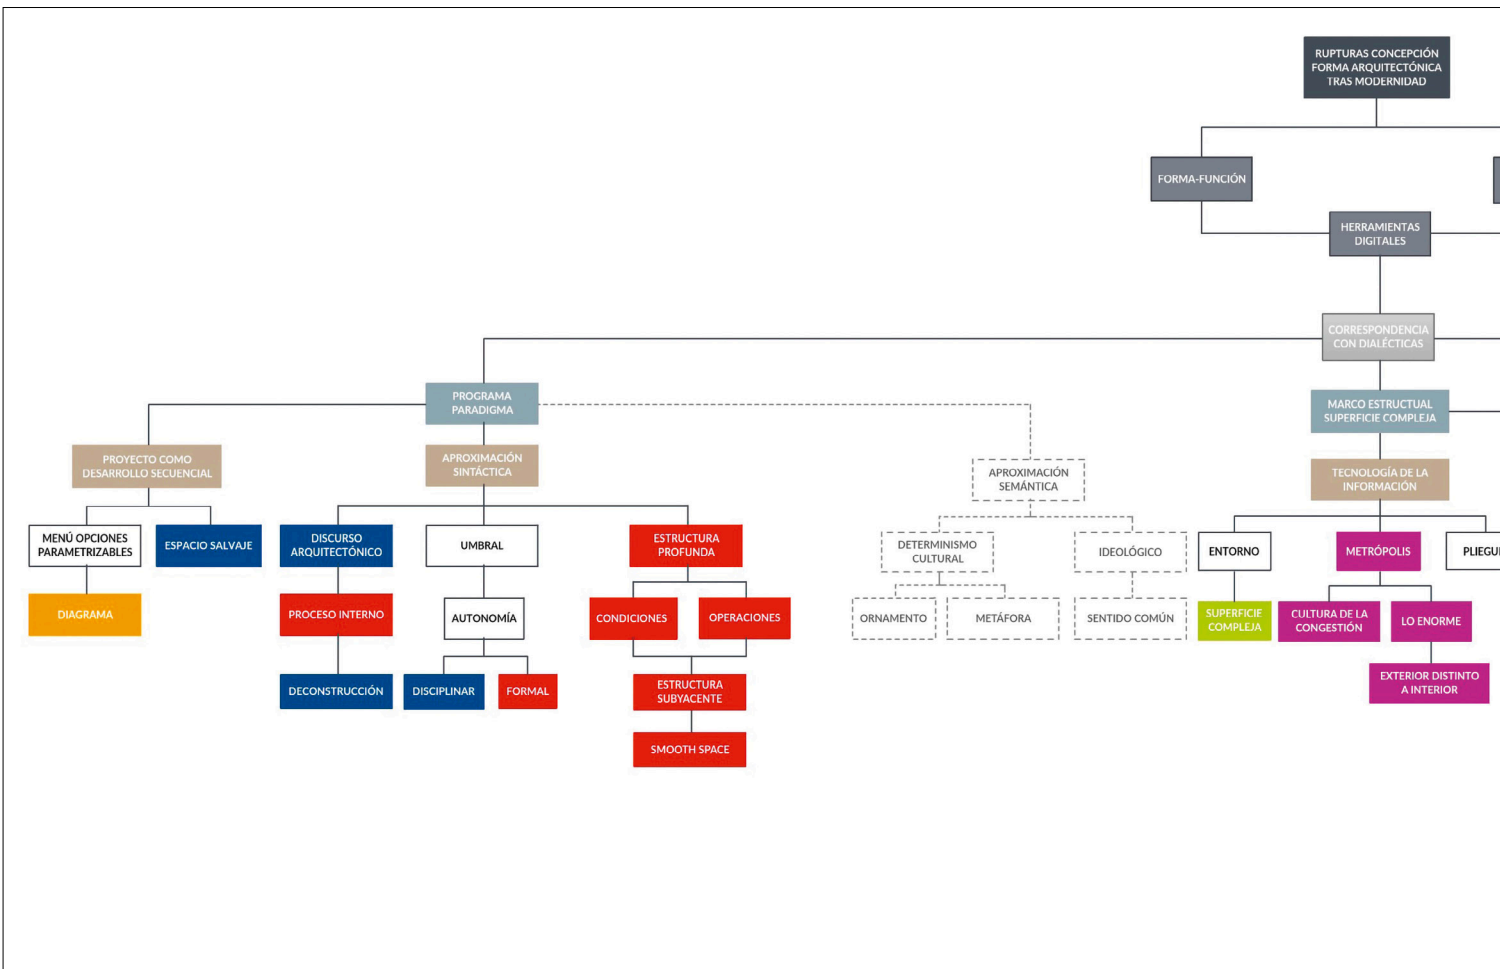 RUPTURAS CONCEPCIÓN
FORMA ARQUITECTÓNICA
TRAS MODERNIDAD
FORMA-FUNCIÓN
HERRAMIENTAS
DIGITALES
CORRESPONDENCIA
CON DIALÉCTICAS
PROGRAMA
PARADIGMA
MARCO ESTRUCTUAL
SUPERFICIE COMPLEJA
PROYECTO COMO
DESARROLLO SECUENCIAL
APROXIMACIÓN
SINTÁCTICA
APROXIMACIÓN
SEMÁNTICA
TECNOLOGÍA DE LA
INFORMACIÓN
MENÚ OPCIONES
PARAMETRIZABLES
ESPACIO SALVAJE
DISCURSO
ARQUITECTÓNICO
UMBRAL
ESTRUCTURA
PROFUNDA
DETERMINISMO
CULTURAL
IDEOLÓGICO
ENTORNO
METRÓPOLIS
PLIEGU
DIAGRAMA
PROCESO INTERNO
AUTONOMÍA
CONDICIONES
OPERACIONES
ORNAMENTO
METÁFORA
SENTIDO COMÚN
SUPERFICIE
COMPLEJA
CULTURA DE LA
CONGESTIÓN
LO ENORME
DECONSTRUCCIÓN
DISCIPLINAR
FORMAL
ESTRUCTURA
SUBYACENTE
EXTERIOR DISTINTO
A INTERIOR
SMOOTH SPACE